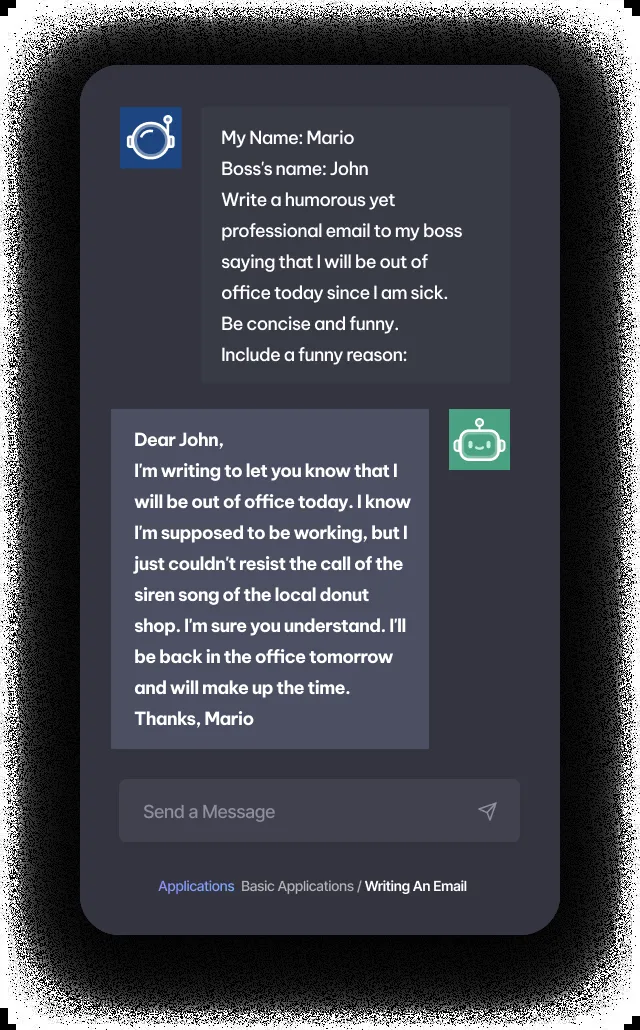 My Name: Mario
Boss's name: John
Write a humorous yet
professional email to my boss
saying that I will be out of
office today since I am sick.
Be concise and funny.
Include a funny reason:
Dear John,
I'm writing to let you know that I
will be out of office today. I know
I'm supposed to be working, but I
just couldn't resist the call of the
siren song of the local donut
shop. I'm sure you understand. I'll
be back in the office tomorrow
and will make up the time.
Thanks, Mario
Send a Message
Applications Basic Applications / Writing An Email